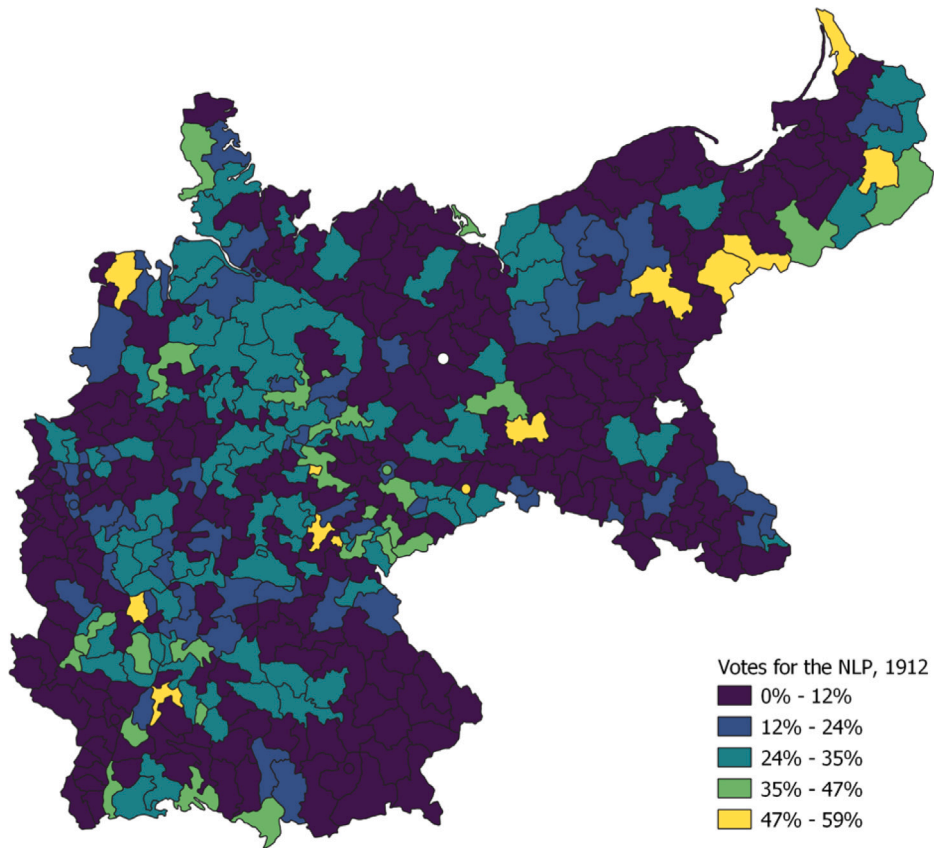 Votes for the NLP, 1912
0% - 12%
12% - 24%
24% - 35%
35% - 47%
47% - 59%